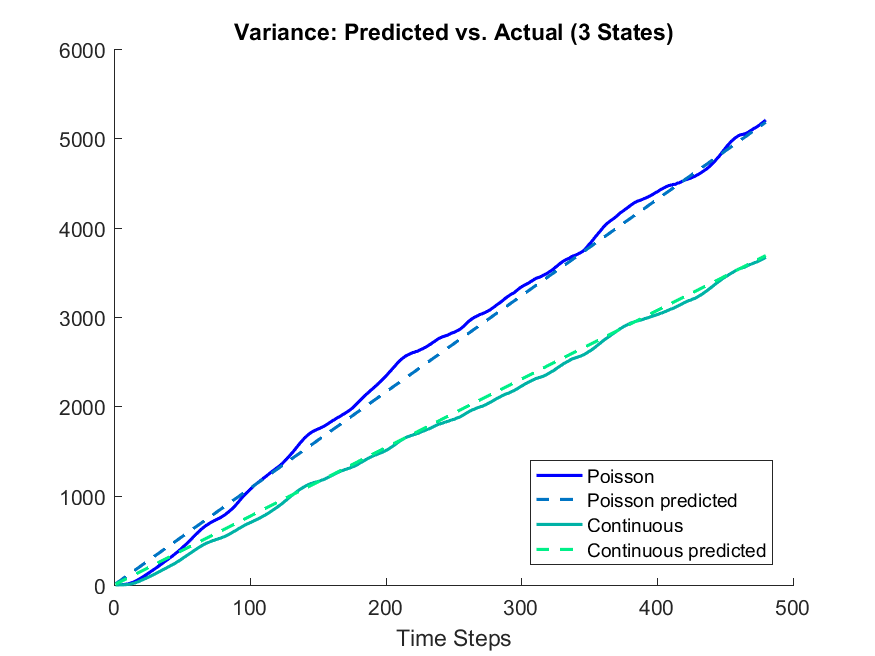 Variance: Predicted vs. Actual (3 States)
6000
5000
4000
3000
2000
1000
0
Poisson
Poisson predicted
Continuous
Continuous predicted
0 100 200 300 400 500
Time Steps